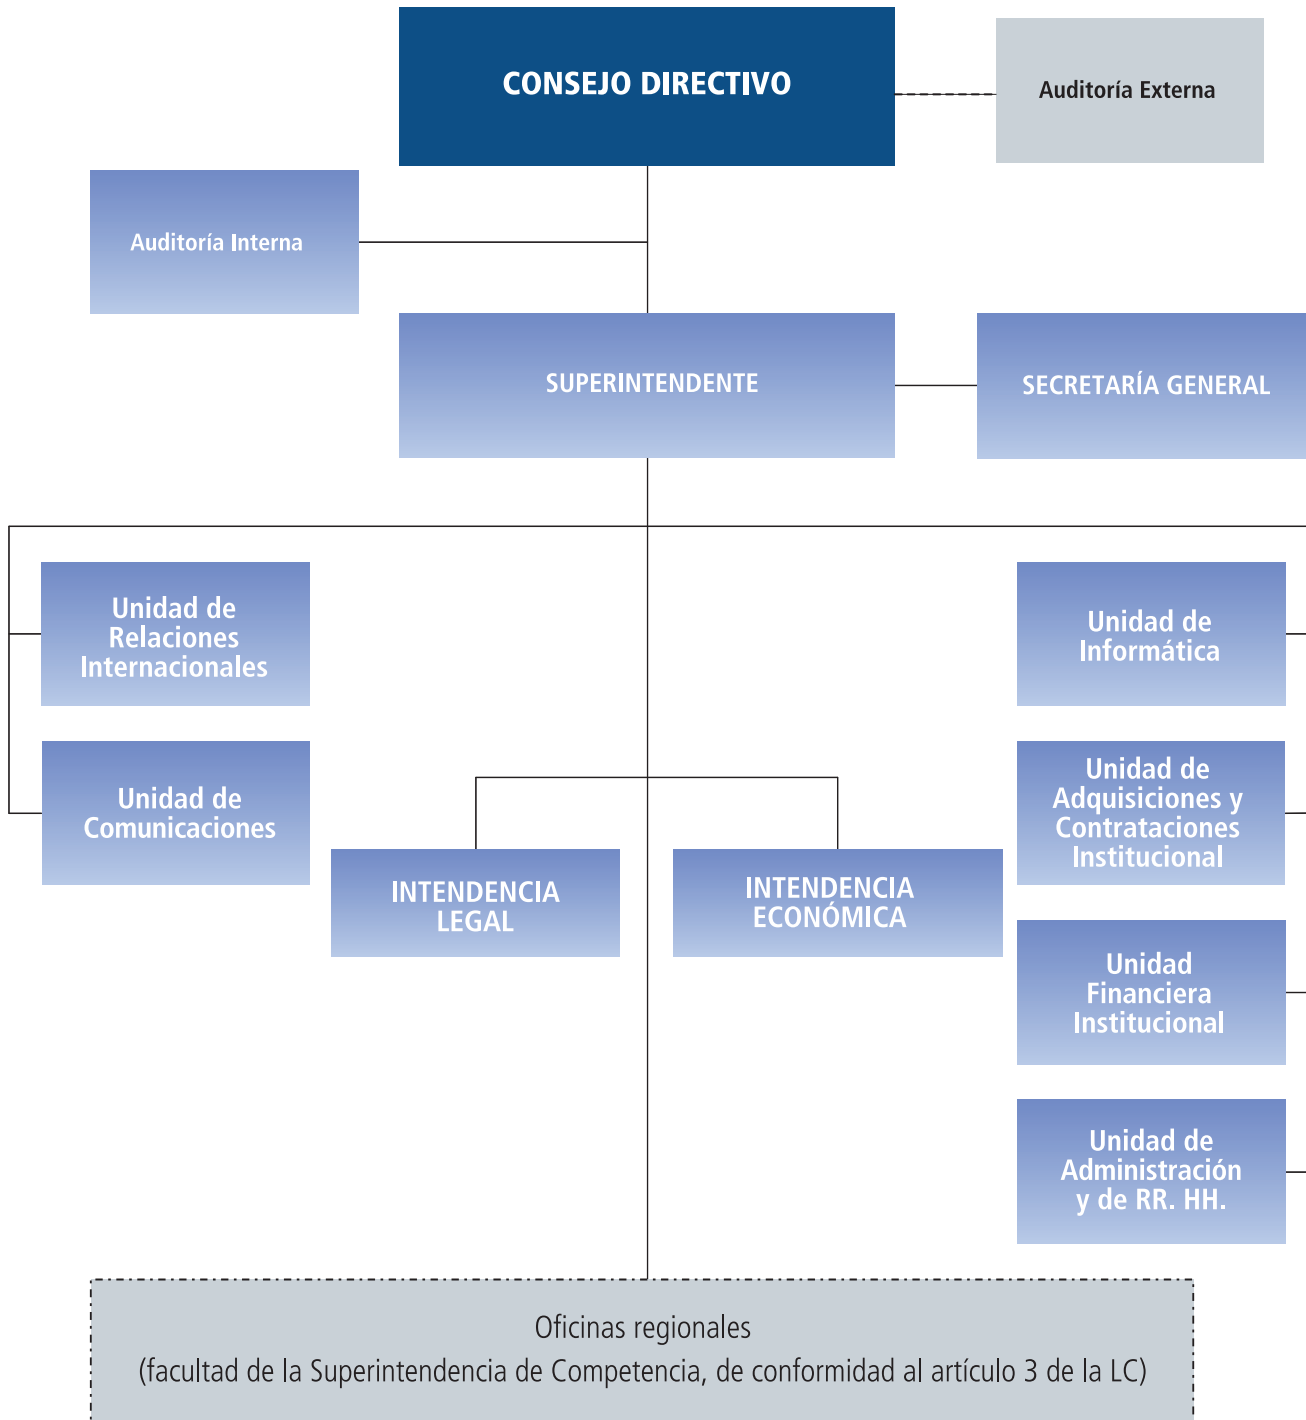 CONSEJO DIRECTIVO
Auditoría Externa
Auditoría Interna
SUPERINTENDENTE
SECRETARÍA GENERAL
Unidad de
Relaciones
Internacionales
Unidad de
Informática
Unidad de
Comunicaciones
Unidad de
Adquisiciones y
Contrataciones
Institucional
INTENDENCIA
LEGAL
INTENDENCIA
ECONÓMICA
Unidad
Financiera
Institucional
Unidad de
Administración
y de RR. HH.
Oficinas regionales
(facultad de la Superintendencia de Competencia, de conformidad al artículo 3 de la LC)